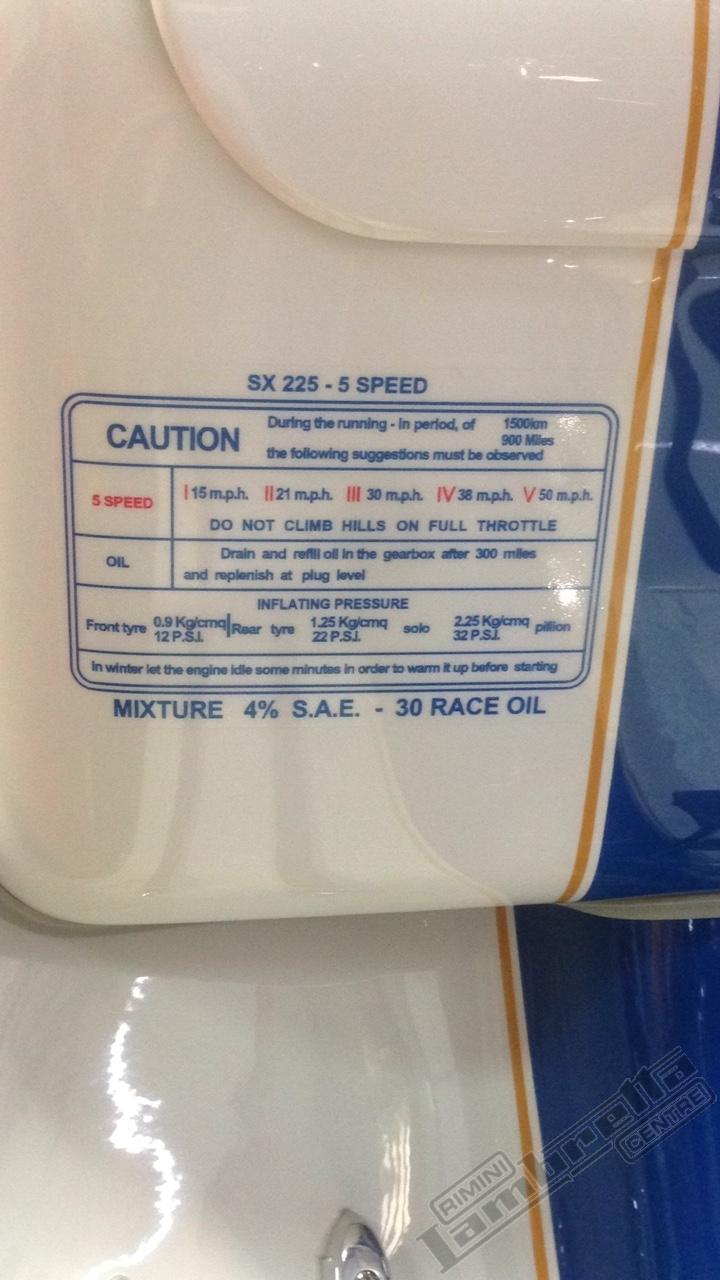 SX 225 - 5 SPEED
CAUTION
During the running - in period, of 1500km
900 Miles
the following suggestions must be observed
5 SPEED
I 15 m.p.h. II 21 m.p.h. III 30 m.p.h. IV 38 m.p.h. V 50 m.p.h.
DO NOT CLIMB HILLS ON FULL THROTTLE
OIL
Drain and refill oil in the gearbox after 300 miles
and replenish at plug level
INFLATING PRESSURE
Front tyre 0.9 Kg/cmq 12 P.S.I. Rear tyre 1.25 Kg/cmq 22 P.S.I. solo 2.25 Kg/cmq 32 P.S.I. pillion
In winter let the engine idle some minutes in order to warm it up before starting
MIXTURE 4% S.A.E. - 30 RACE OIL
RIMINI
Lambretta
CENTRE